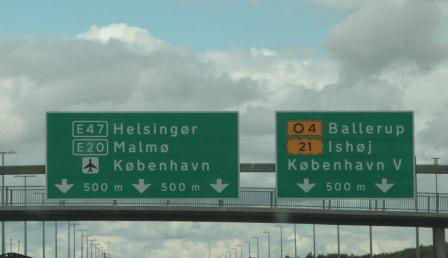 E47 Helsingør
E20 Malmø
København
500 m 500 m
O4 Ballerup
21 Ishøj
København V
500 m